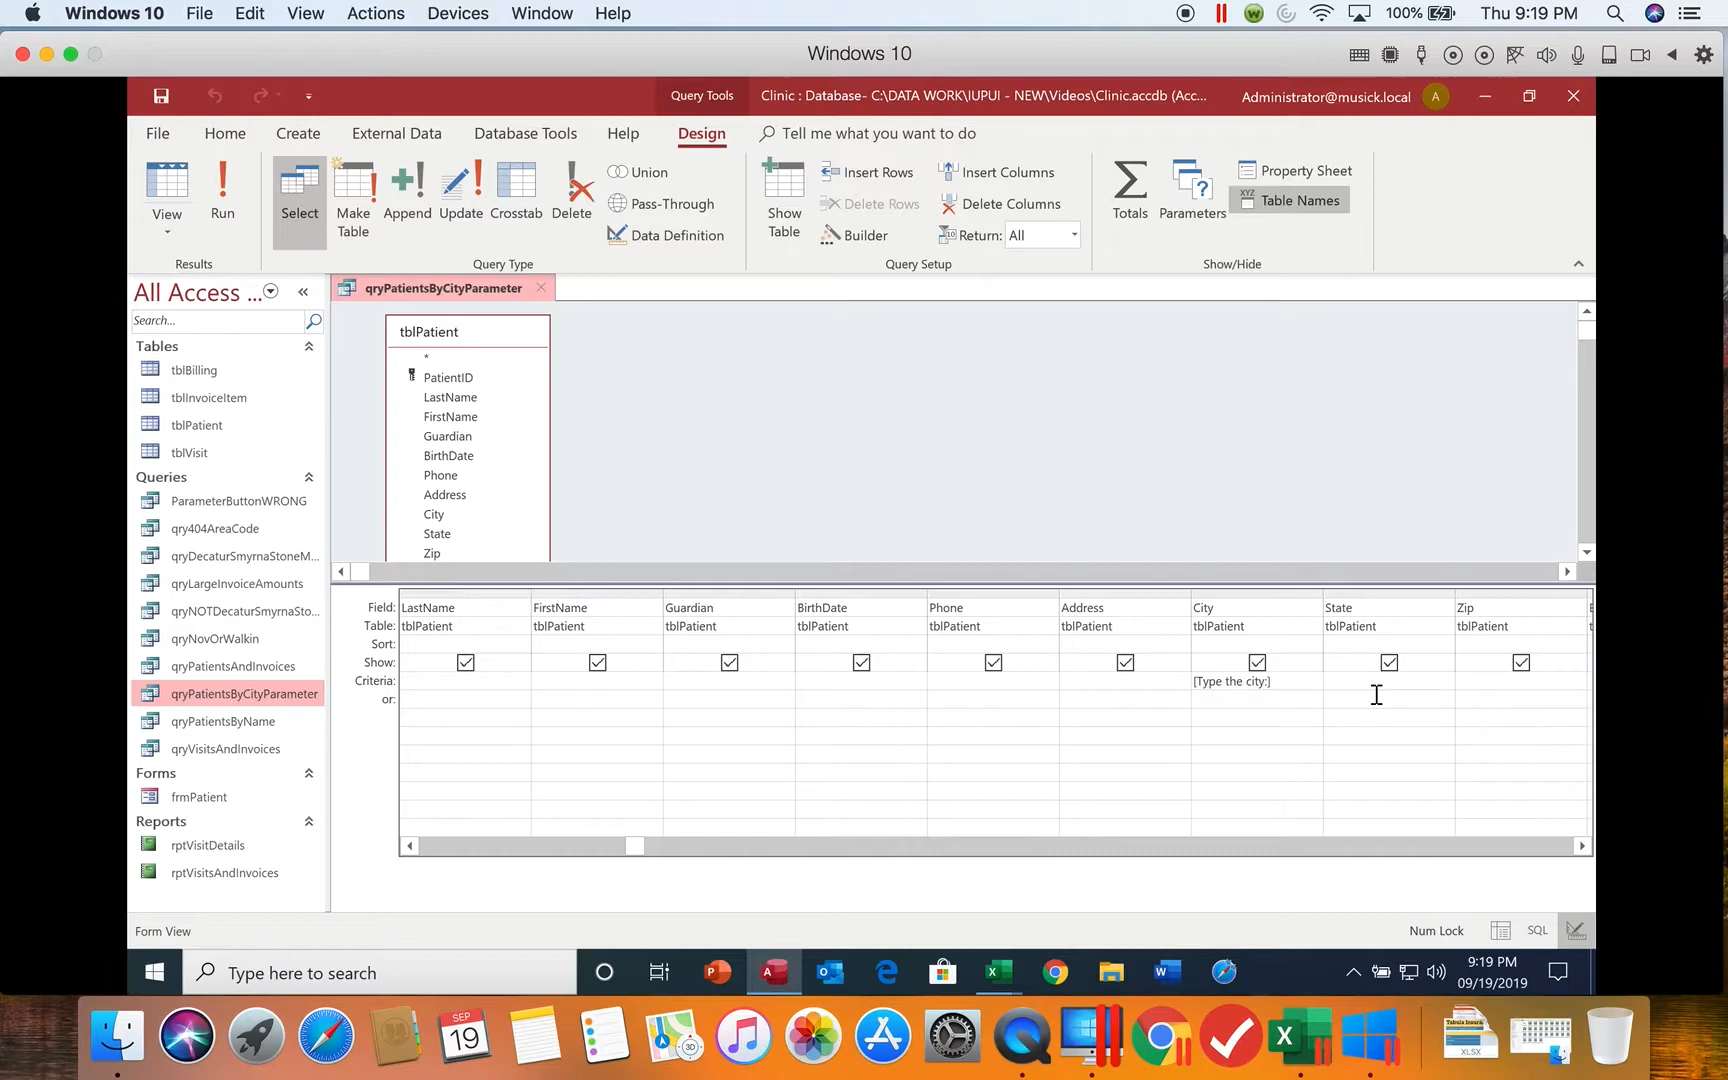 Windows 10 File Edit View Actions Devices Window Help 100% Thu 9:19 PM
Windows 10
Query Tools Clinic : Database- C:\DATA WORK\IUPUI - NEW\Videos\Clinic.accdb (Acc... Administrator@musick.local A
File Home Create External Data Database Tools Help Design Tell me what you want to do
View
Run
Select
Make Table
Append
Update
Crosstab
Delete
Union
Pass-Through
Data Definition
Show Table
Insert Rows
Delete Rows
Builder
Insert Columns
Delete Columns
Return: All
Totals
Parameters
Property Sheet
XYZ Table Names
Results Query Type Query Setup Show/Hide
All Access ...
Search...
Tables
tblBilling
tblInvoiceItem
tblPatient
tblVisit
Queries
ParameterButtonWRONG
qry404AreaCode
qryDecaturSmyrnaStoneM...
qryLargeInvoiceAmounts
qryNOTDecaturSmyrnaSto...
qryNovOrWalkin
qryPatientsAndInvoices
qryPatientsByCityParameter
qryPatientsByName
qryVisitsAndInvoices
Forms
frmPatient
Reports
rptVisitDetails
rptVisitsAndInvoices
qryPatientsByCityParameter
tblPatient
*
PatientID
LastName
FirstName
Guardian
BirthDate
Phone
Address
City
State
Zip
Field: LastName FirstName Guardian BirthDate Phone Address City State Zip
Table: tblPatient tblPatient tblPatient tblPatient tblPatient tblPatient tblPatient tblPatient tblPatient
Sort:
Show:
Criteria: [Type the city:]
or:
Form View Num Lock SQL
Type here to search
9:19 PM
09/19/2019
SEP
19
3D
XLSX